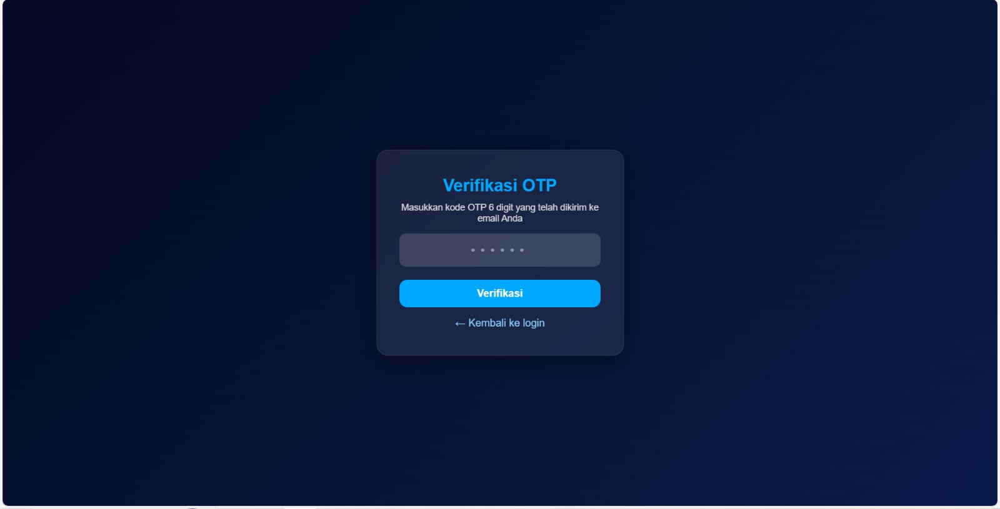 Verifikasi OTP
Masukkan kode OTP 6 digit yang telah dikirim ke
email Anda
••••••
Verifikasi
← Kembali ke login